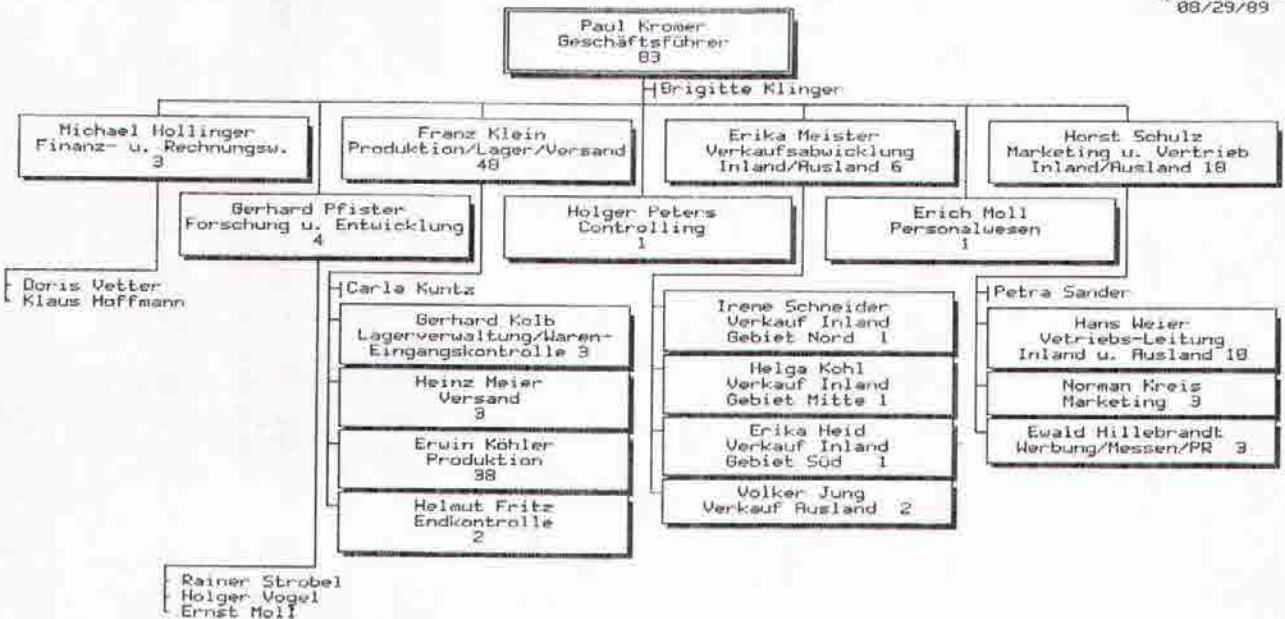 08/29/89
Paul Kromer
Geschäftsführer
83
Brigitte Klinger
Michael Hollinger
Finanz- u. Rechnungsw.
3
Franz Klein
Produktion/Lager/Versand
48
Erika Meister
Verkaufsabwicklung
Inland/Ausland 6
Horst Schulz
Marketing u. Vertrieb
Inland/Ausland 18
Gerhard Pfister
Forschung u. Entwicklung
4
Holger Peters
Controlling
1
Erich Moll
Personalwesen
1
Doris Vetter
Klaus Hoffmann
Carla Kuntz
Gerhard Kolb
Lagerverwaltung/Waren-
Eingangskontrolle 3
Heinz Meier
Versand
3
Erwin Köhler
Produktion
38
Helmut Fritz
Endkontrolle
2
Irene Schneider
Verkauf Inland
Gebiet Nord 1
Helga Kohl
Verkauf Inland
Gebiet Mitte 1
Erika Heid
Verkauf Inland
Gebiet Süd 1
Volker Jung
Verkauf Ausland 2
Petra Sander
Hans Weier
Vetriebs-Leitung
Inland u. Ausland 10
Norman Kreis
Marketing 3
Ewald Hillebrandt
Werbung/Messen/PR 3
Rainer Strobel
Holger Vogel
Ernst Moll